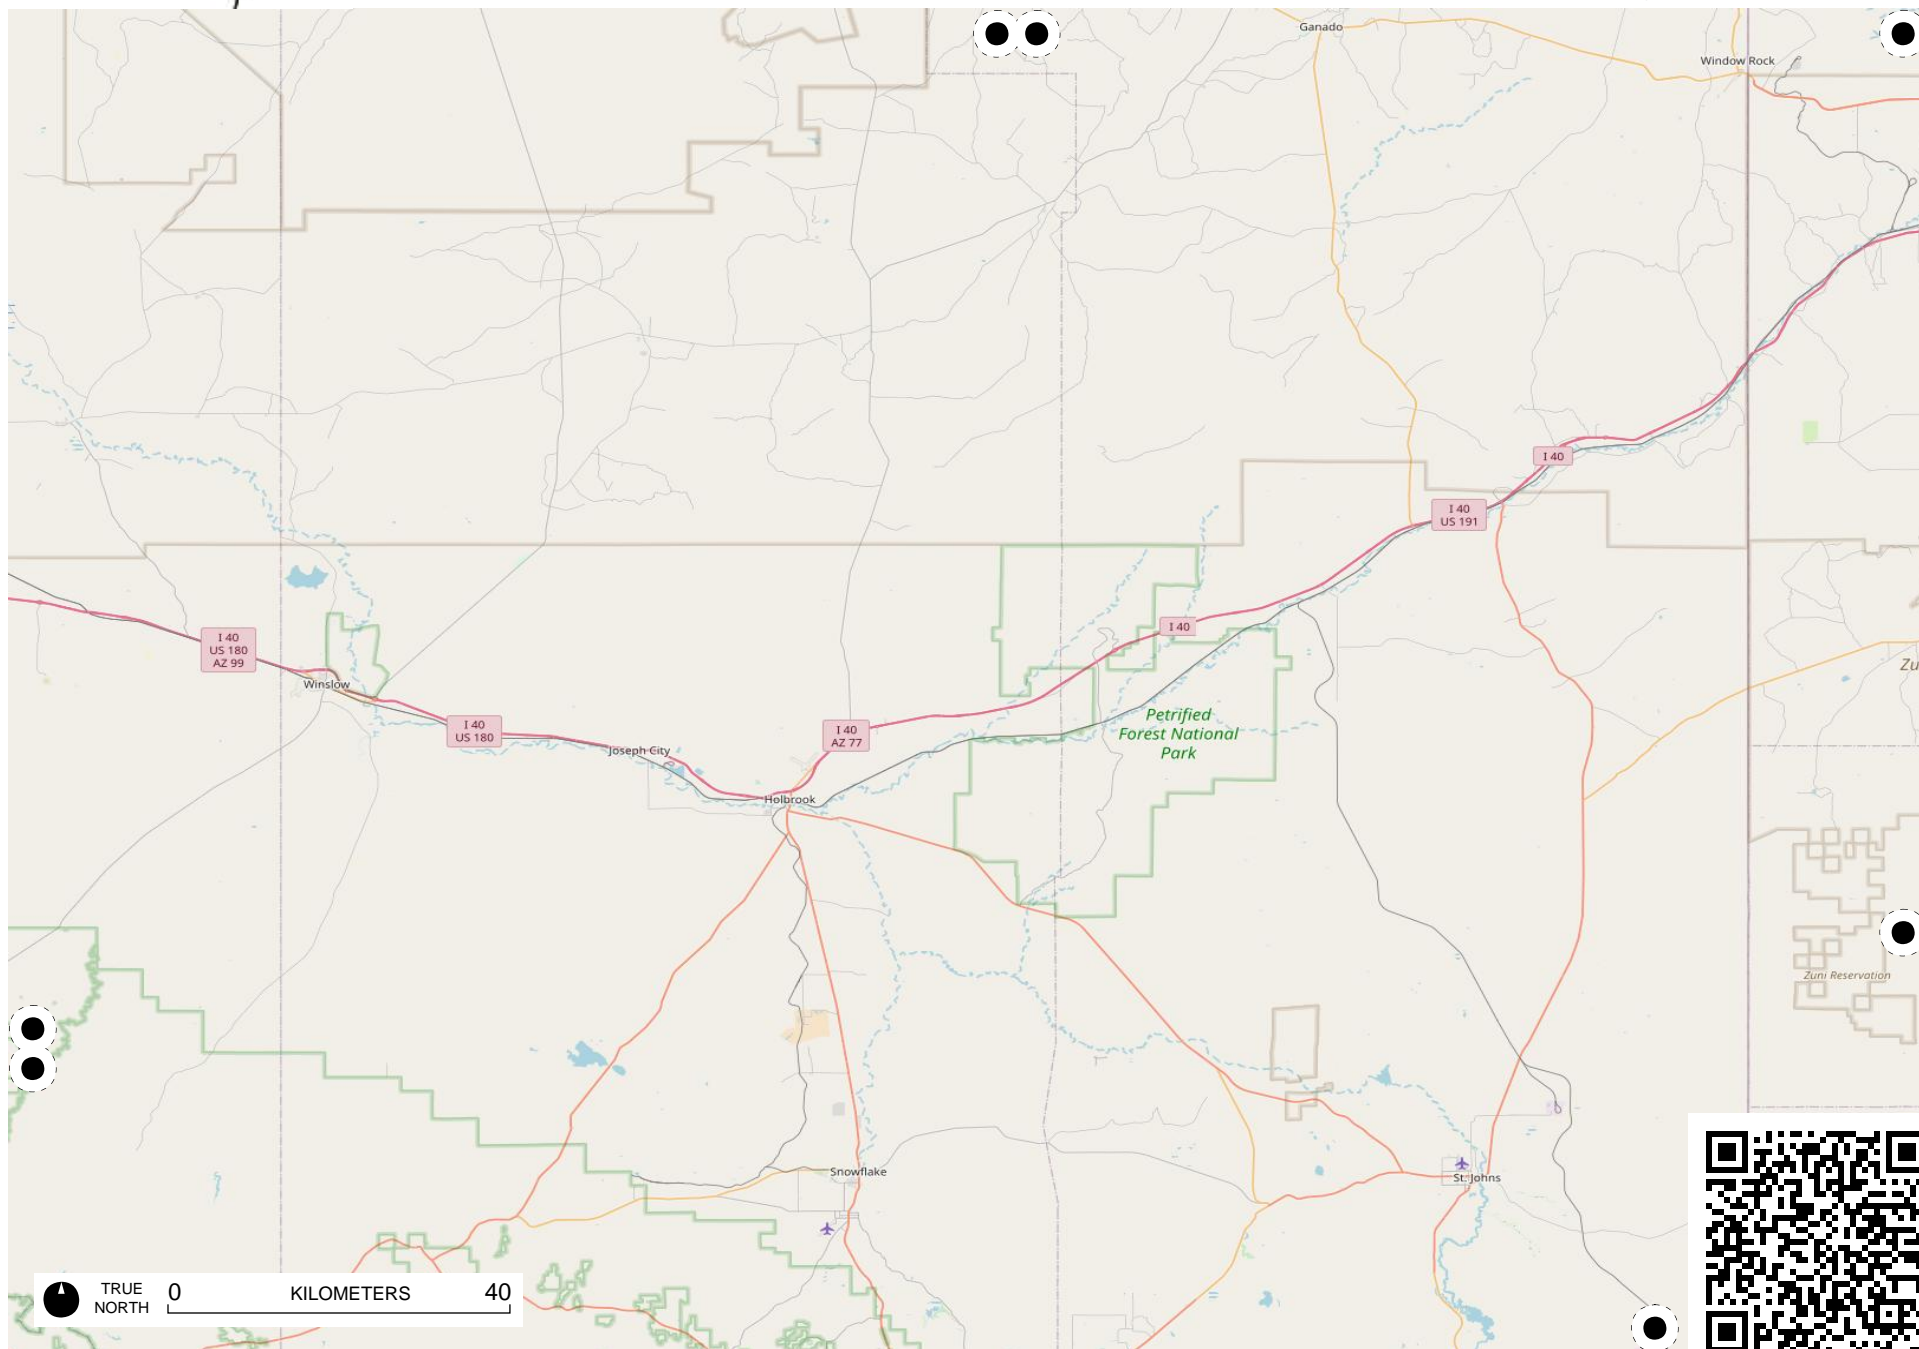 Ganado
Window Rock
I 40
I 40
US 191
I 40
I 40
US 180
AZ 99
Winslow
I 40
US 180
Joseph City
I 40
AZ 77
Holbrook
Petrified
Forest National
Park
Zu
Zuni Reservation
Snowflake
St. Johns
TRUE
NORTH
0 KILOMETERS 40